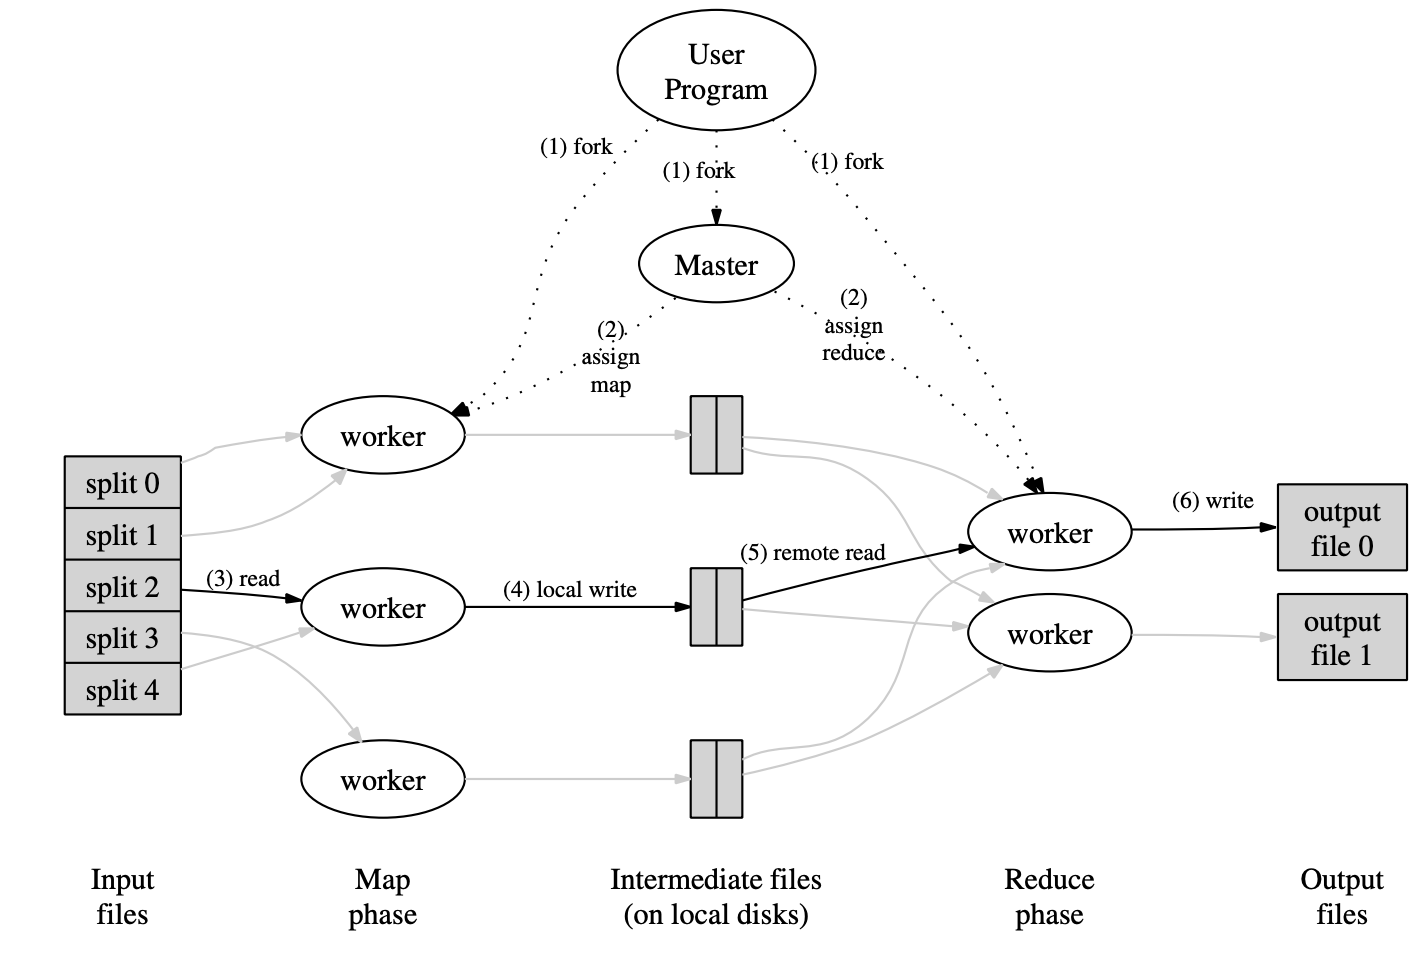 User
Program
(1) fork
(1) fork
(1) fork
Master
(2)
assign
map
(2)
assign
reduce
worker
split 0
split 1
split 2
split 3
split 4
(3) read
worker
(4) local write
(5) remote read
worker
(6) write
output
file 0
worker
output
file 1
worker
Input
files
Map
phase
Intermediate files
(on local disks)
Reduce
phase
Output
files